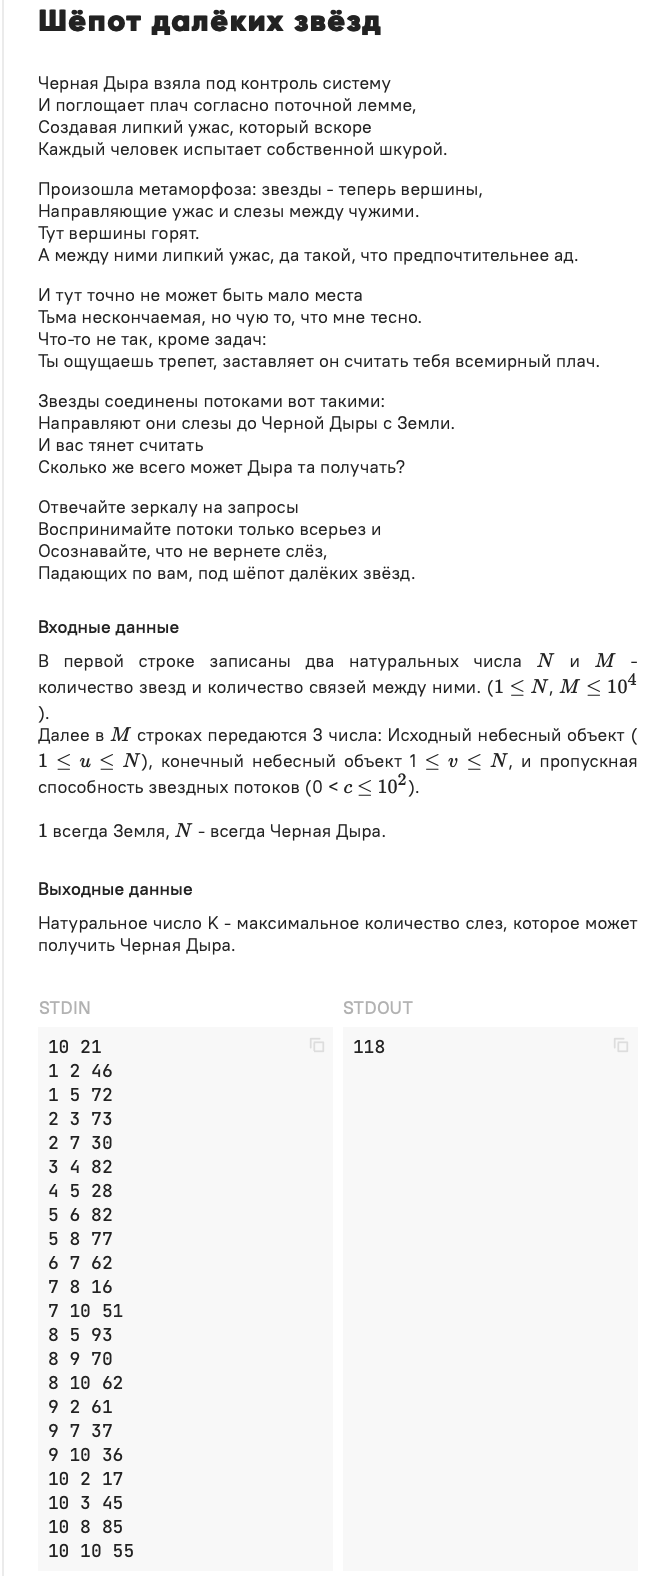 Шёпот далёких звёзд
Черная Дыра взяла под контроль систему
И поглощает плач согласно поточной лемме,
Создавая липкий ужас, который вскоре
Каждый человек испытает собственной шкурой.
Произошла метаморфоза: звезды - теперь вершины,
Направляющие ужас и слезы между чужими.
Тут вершины горят.
А между ними липкий ужас, да такой, что предпочтительнее ад.
И тут точно не может быть мало места
Тьма нескончаемая, но чую то, что мне тесно.
Что-то не так, кроме задач:
Ты ощущаешь трепет, заставляет он считать тебя всемирный плач.
Звезды соединены потоками вот такими:
Направляют они слезы до Черной Дыры с Земли.
И вас тянет считать
Сколько же всего может Дыра та получать?
Отвечайте зеркалу на запросы
Воспринимайте потоки только всерьез и
Осознавайте, что не вернете слёз,
Падающих по вам, под шёпот далёких звёзд.
Входные данные
В первой строке записаны два натуральных числа N и M -
количество звезд и количество связей между ними. (1 ≤ N, M ≤ 10⁴
).
Далее в M строках передаются 3 числа: Исходный небесный объект (
1 ≤ u ≤ N), конечный небесный объект 1 ≤ v ≤ N, и пропускная
способность звездных потоков (0 < c ≤ 10²).
1 всегда Земля, N - всегда Черная Дыра.
Выходные данные
Натуральное число K - максимальное количество слез, которое может
получить Черная Дыра.
STDIN
10 21
1 2 46
1 5 72
2 3 73
2 7 30
3 4 82
4 5 28
5 6 82
5 8 77
6 7 62
7 8 16
7 10 51
8 5 93
8 9 70
8 10 62
9 2 61
9 7 37
9 10 36
10 2 17
10 3 45
10 8 85
10 10 55
STDOUT
118